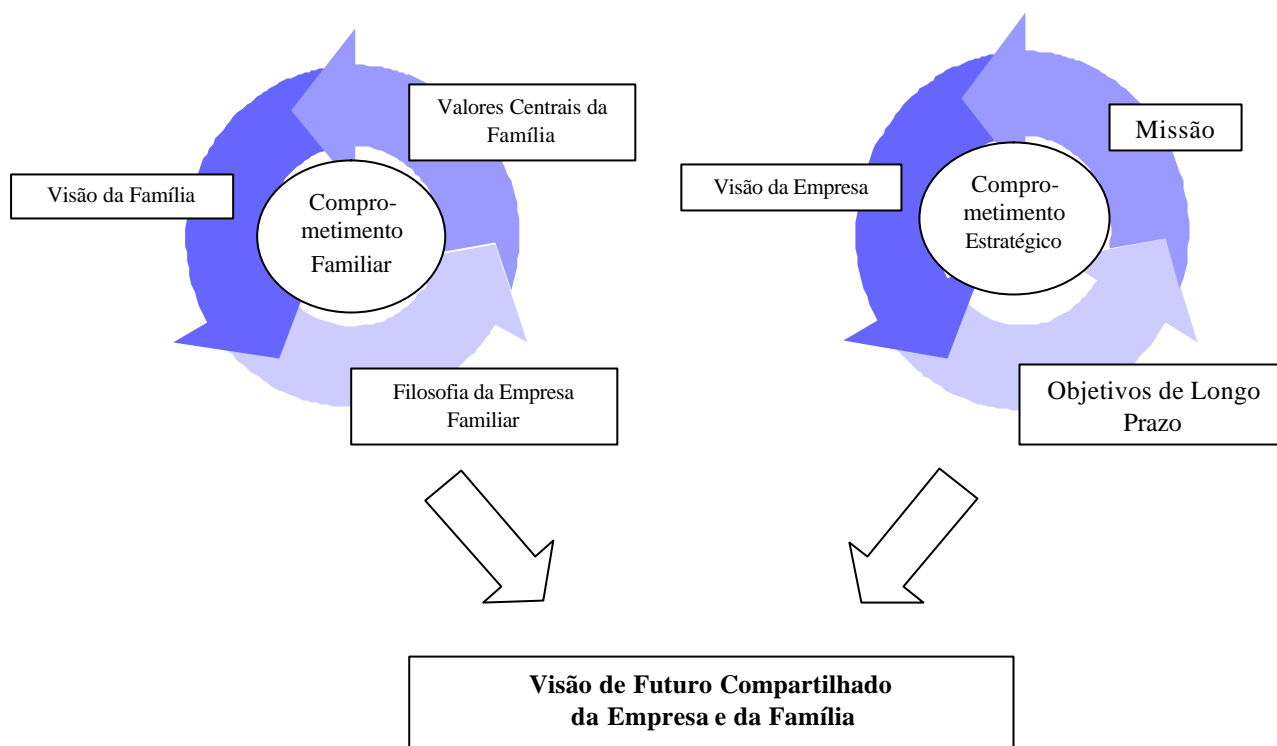 Valores Centrais da
Família
Visão da Família
Compro-
metimento
Familiar
Filosofia da Empresa
Familiar
Missão
Visão da Empresa
Compro-
metimento
Estratégico
Objetivos de Longo
Prazo
Visão de Futuro Compartilhado
da Empresa e da Família